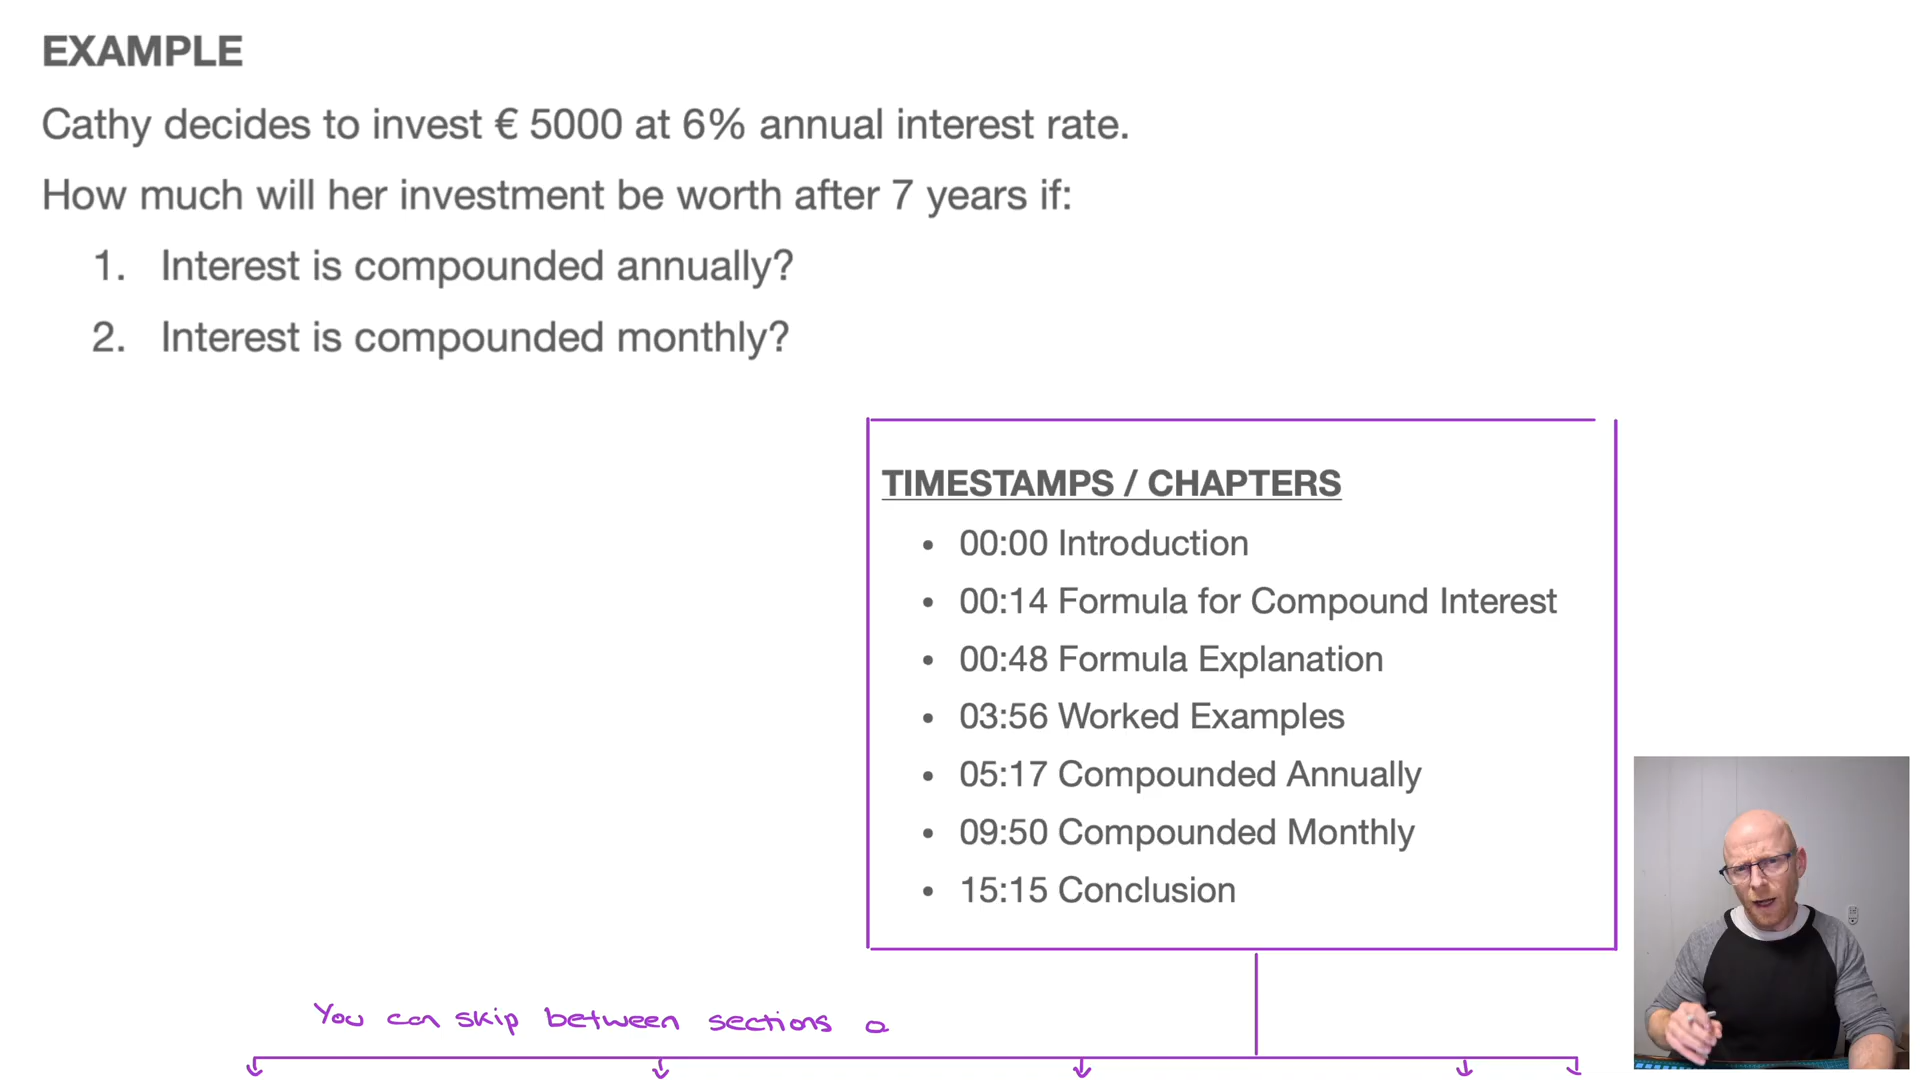 EXAMPLE
Cathy decides to invest € 5000 at 6% annual interest rate.
How much will her investment be worth after 7 years if:
1. Interest is compounded annually?
2. Interest is compounded monthly?
TIMESTAMPS / CHAPTERS
• 00:00 Introduction
• 00:14 Formula for Compound Interest
• 00:48 Formula Explanation
• 03:56 Worked Examples
• 05:17 Compounded Annually
• 09:50 Compounded Monthly
• 15:15 Conclusion
You can skip between sections o